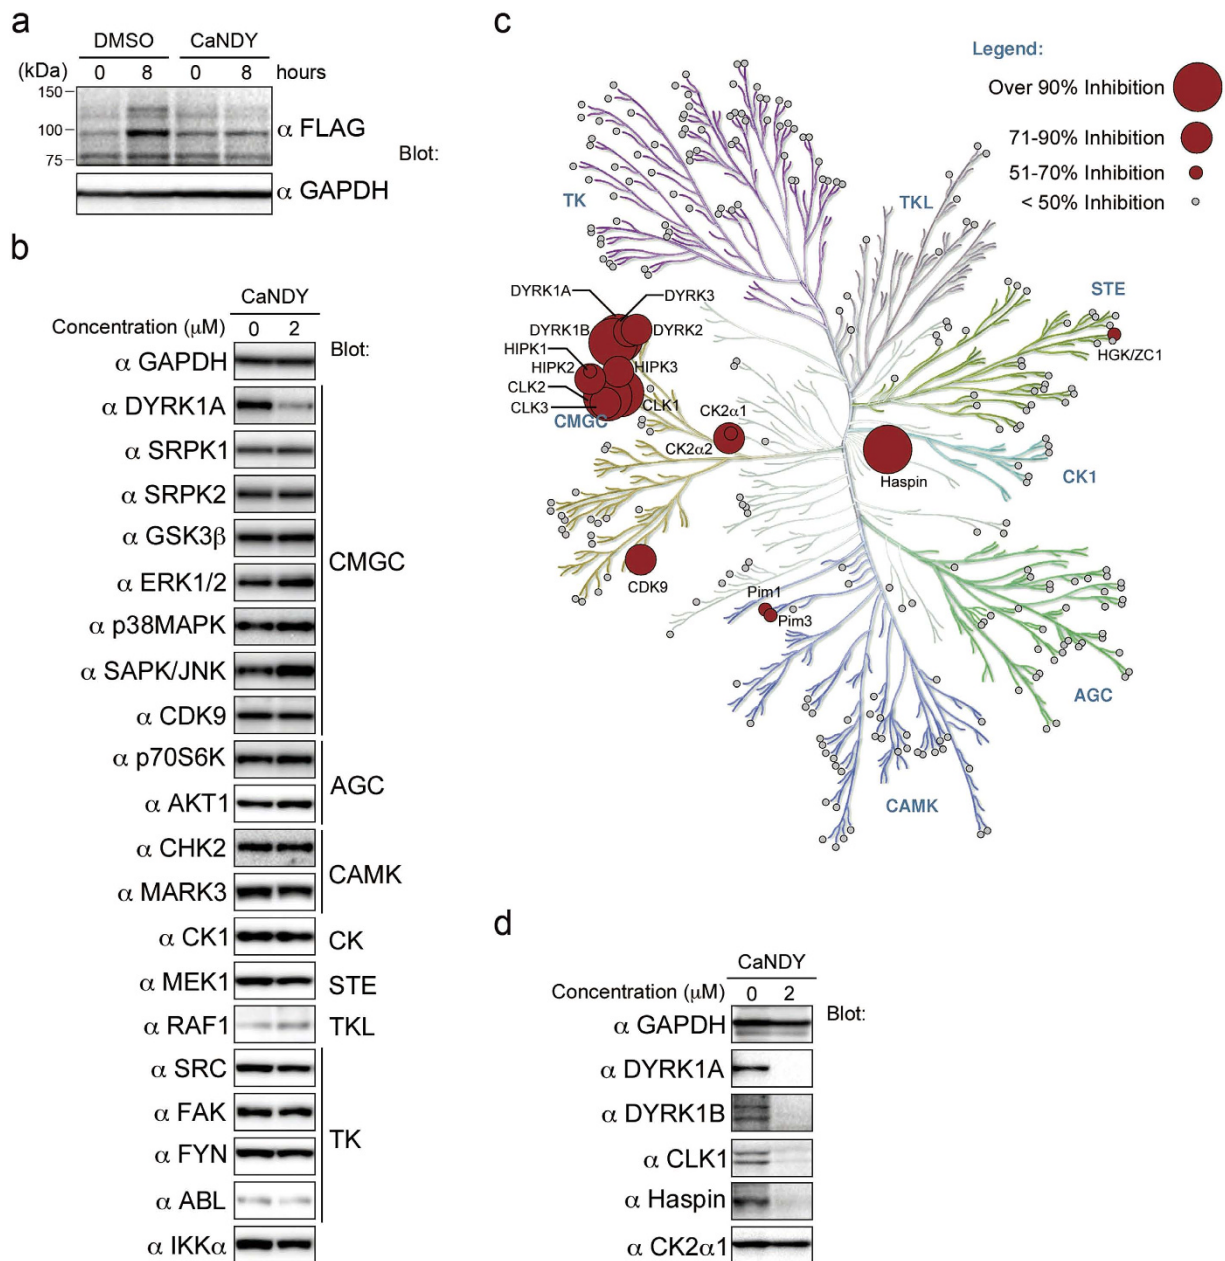 a
DMSO CaNDY
(kDa) 0 8 0 8 hours
150
100
75
α FLAG
Blot:
α GAPDH
b
CaNDY
Concentration (μM) 0 2
Blot:
α GAPDH
α DYRK1A
α SRPK1
α SRPK2
α GSK3β
α ERK1/2
α p38MAPK
α SAPK/JNK
α CDK9
CMGC
α p70S6K
α AKT1
AGC
α CHK2
α MARK3
CAMK
α CK1 CK
α MEK1 STE
α RAF1 TKL
α SRC
α FAK
α FYN
α ABL
TK
α IKKα
c
Legend:
Over 90% Inhibition
71-90% Inhibition
51-70% Inhibition
< 50% Inhibition
TK
TKL
STE
HGK/ZC1
DYRK1A
DYRK3
DYRK1B
DYRK2
HIPK1
HIPK2
HIPK3
CLK2
CLK3
CLK1
CMGC
CK2α1
CK2α2
Haspin
CK1
CDK9
Pim1
Pim3
AGC
CAMK
d
CaNDY
Concentration (μM) 0 2
Blot:
α GAPDH
α DYRK1A
α DYRK1B
α CLK1
α Haspin
α CK2α1